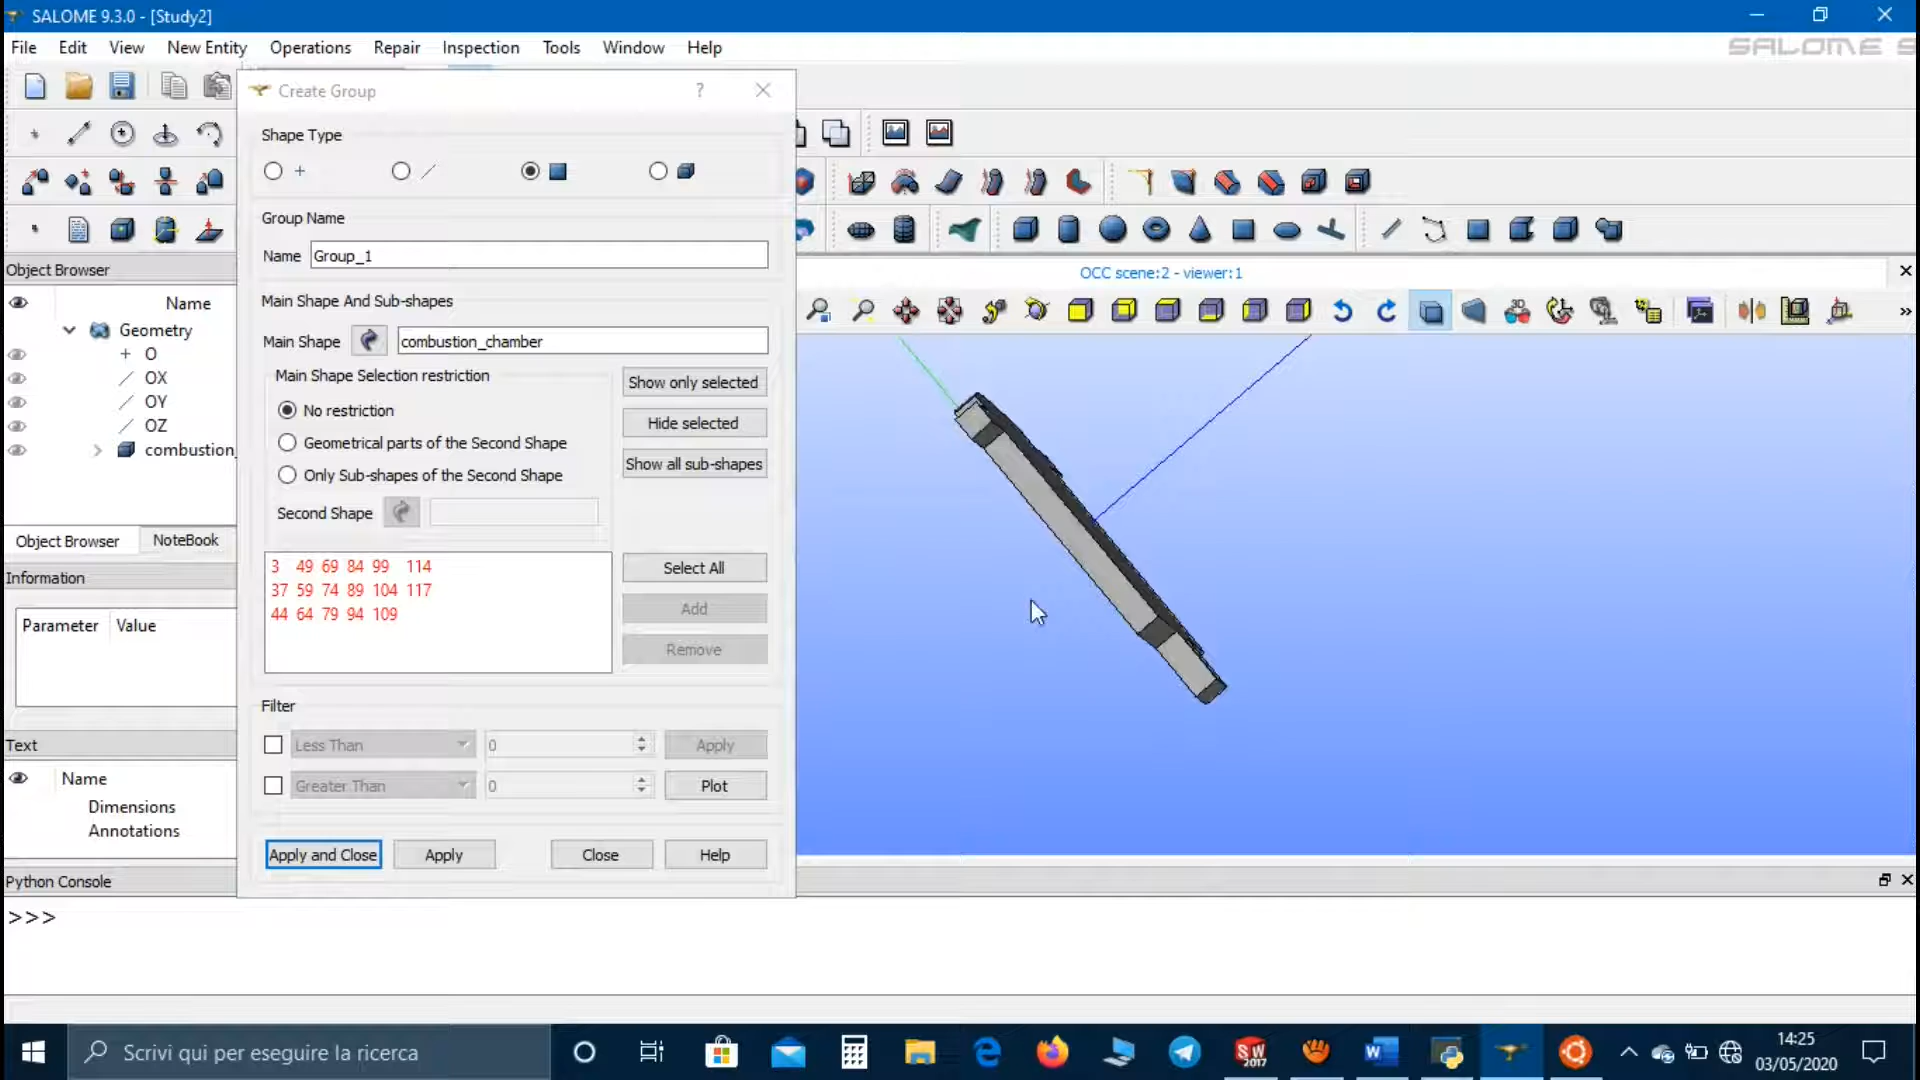 SALOME 9.3.0 - [Study2]
File Edit View New Entity Operations Repair Inspection Tools Window Help
SALOME S
Create Group ?
Shape Type
Group Name
Name Group_1
Main Shape And Sub-shapes
Main Shape combustion_chamber
Main Shape Selection restriction
No restriction
Geometrical parts of the Second Shape
Only Sub-shapes of the Second Shape
Second Shape
Show only selected
Hide selected
Show all sub-shapes
3 49 69 84 99 114
37 59 74 89 104 117
44 64 79 94 109
Select All
Add
Remove
Filter
Less Than 0 Apply
Greater Than 0 Plot
Apply and Close Apply Close Help
Object Browser
Name
Geometry
O
OX
OY
OZ
combustion_
Object Browser NoteBook
Information
Parameter Value
Text
Name
Dimensions
Annotations
OCC scene:2 - viewer:1
3D
»
Python Console
>>>
Scrivi qui per eseguire la ricerca
SW
2017
W
14:25
03/05/2020